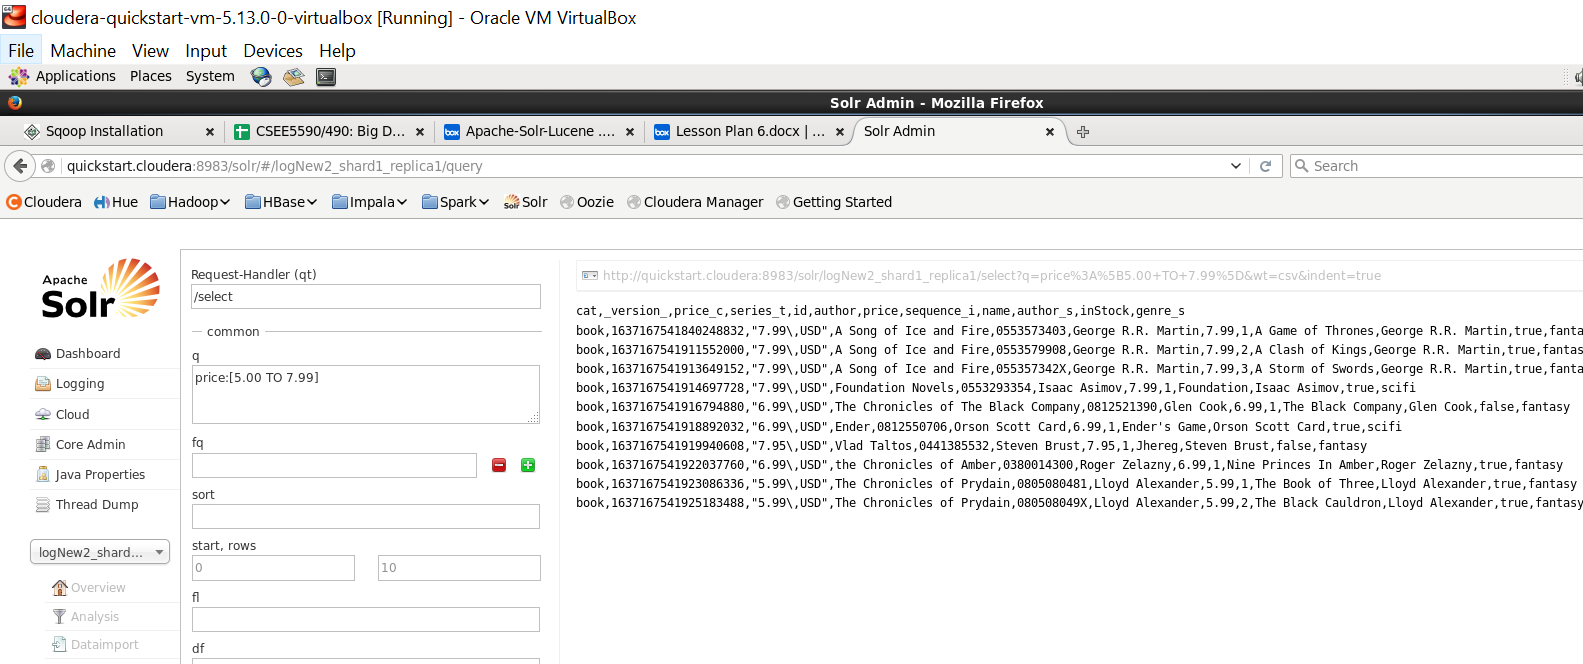 cloudera-quickstart-vm-5.13.0-0-virtualbox [Running] - Oracle VM VirtualBox
File Machine View Input Devices Help
Applications Places System
Solr Admin - Mozilla Firefox
Sqoop Installation × CSEE5590/490: Big D... × box Apache-Solr-Lucene .... × box Lesson Plan 6.docx | ... × Solr Admin ×
quickstart.cloudera:8983/solr/#/logNew2_shard1_replica1/query Search
Cloudera Hue Hadoop HBase Impala Spark Solr Solr Oozie Cloudera Manager Getting Started
Apache
Solr
Dashboard
Logging
Cloud
Core Admin
Java Properties
Thread Dump
logNew2_shard...
Overview
Analysis
Dataimport
Request-Handler (qt)
/select
common
q
price:[5.00 TO 7.99]
fq
sort
start, rows
0 10
fl
df
http://quickstart.cloudera:8983/solr/logNew2_shard1_replica1/select?q=price%3A%5B5.00+TO+7.99%5D&wt=csv&indent=true
cat,_version_,price_c,series_t,id,author,price,sequence_i,name,author_s,inStock,genre_s
book,1637167541840248832,"7.99\,USD",A Song of Ice and Fire,0553573403,George R.R. Martin,7.99,1,A Game of Thrones,George R.R. Martin,true,fanta
book,1637167541911552000,"7.99\,USD",A Song of Ice and Fire,0553579908,George R.R. Martin,7.99,2,A Clash of Kings,George R.R. Martin,true,fantas
book,1637167541913649152,"7.99\,USD",A Song of Ice and Fire,055357342X,George R.R. Martin,7.99,3,A Storm of Swords,George R.R. Martin,true,fanta
book,1637167541914697728,"7.99\,USD",Foundation Novels,0553293354,Isaac Asimov,7.99,1,Foundation,Isaac Asimov,true,scifi
book,1637167541916794880,"6.99\,USD",The Chronicles of The Black Company,0812521390,Glen Cook,6.99,1,The Black Company,Glen Cook,false,fantasy
book,1637167541918892032,"6.99\,USD",Ender,0812550706,Orson Scott Card,6.99,1,Ender's Game,Orson Scott Card,true,scifi
book,1637167541919940608,"7.95\,USD",Vlad Taltos,0441385532,Steven Brust,7.95,1,Jhereg,Steven Brust,false,fantasy
book,1637167541922037760,"6.99\,USD",the Chronicles of Amber,0380014300,Roger Zelazny,6.99,1,Nine Princes In Amber,Roger Zelazny,true,fantasy
book,1637167541923086336,"5.99\,USD",The Chronicles of Prydain,0805080481,Lloyd Alexander,5.99,1,The Book of Three,Lloyd Alexander,true,fantasy
book,1637167541925183488,"5.99\,USD",The Chronicles of Prydain,080508049X,Lloyd Alexander,5.99,2,The Black Cauldron,Lloyd Alexander,true,fantasy